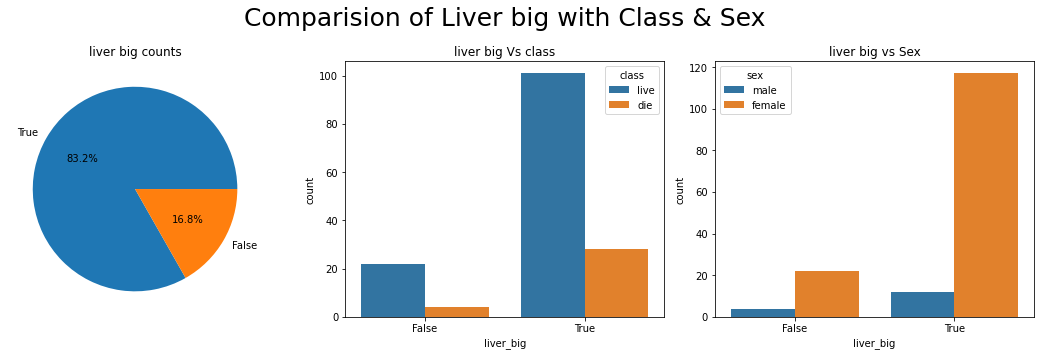 Comparision of Liver big with Class & Sex
liver big counts
True
83.2%
16.8%
False
liver big Vs class
count
100
80
60
40
20
0
class
live
die
False
True
liver_big
liver big vs Sex
count
120
100
80
60
40
20
0
sex
male
female
False
True
liver_big